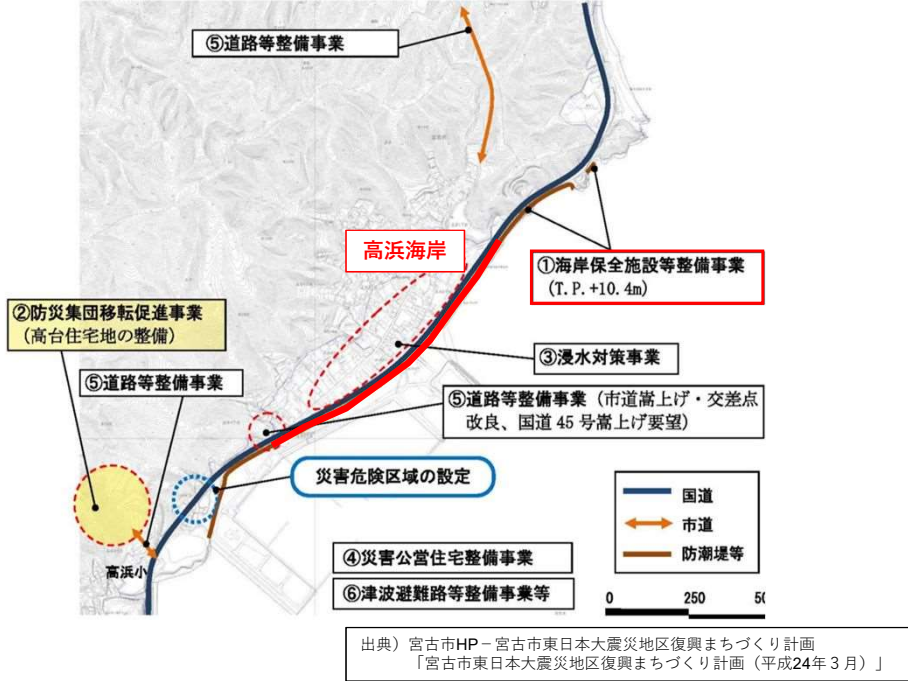 ⑤道路等整備事業
高浜海岸
①海岸保全施設等整備事業
(T.P.+10.4m)
②防災集団移転促進事業
(高台住宅地の整備)
⑤道路等整備事業
③浸水対策事業
⑤道路等整備事業(市道嵩上げ・交差点
改良、国道45号嵩上げ要望)
災害危険区域の設定
高浜小
④災害公営住宅整備事業
⑥津波避難路等整備事業等
国道
市道
防潮堤等
0 250 50
出典)宮古市HP-宮古市東日本大震災地区復興まちづくり計画
「宮古市東日本大震災地区復興まちづくり計画(平成24年3月)」